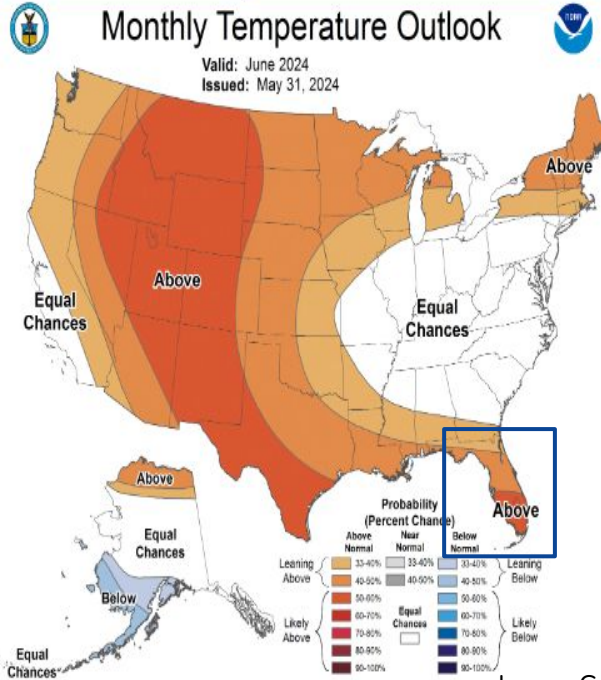 Monthly Temperature Outlook
Valid: June 2024
Issued: May 31, 2024
noaa
Above
Above
Equal
Chances
Equal
Chances
Above
Above
Equal
Chances
Below
Equal
Chances
Probability
(Percent Chance)
Above
Normal
Near
Normal
Below
Normal
Leaning
Above
33-40%
40-50%
33-40%
40-50%
33-40%
40-50%
Leaning
Below
Likely
Above
50-60%
60-70%
70-80%
80-90%
90-100%
Equal
Chances
50-60%
60-70%
70-80%
80-90%
90-100%
Likely
Below